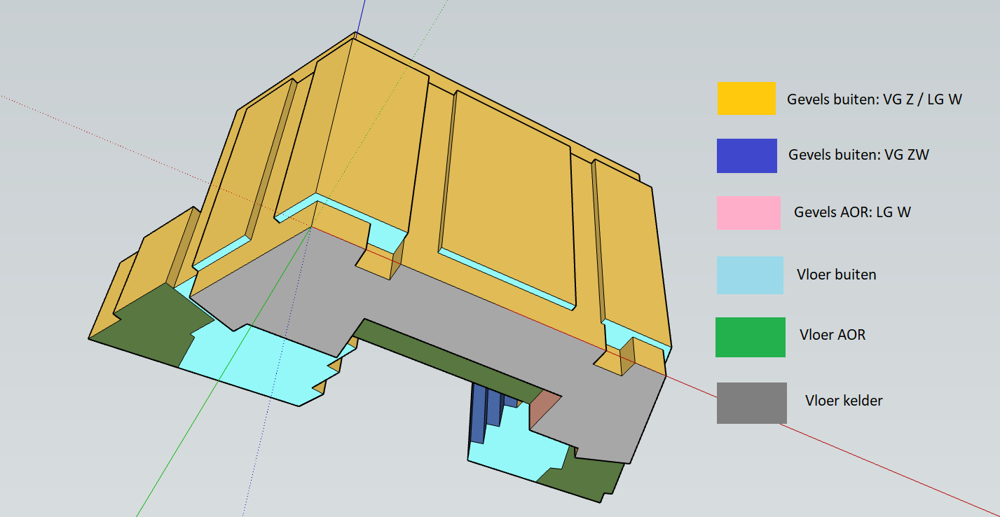 Gevels buiten: VG Z / LG W
Gevels buiten: VG ZW
Gevels AOR: LG W
Vloer buiten
Vloer AOR
Vloer kelder